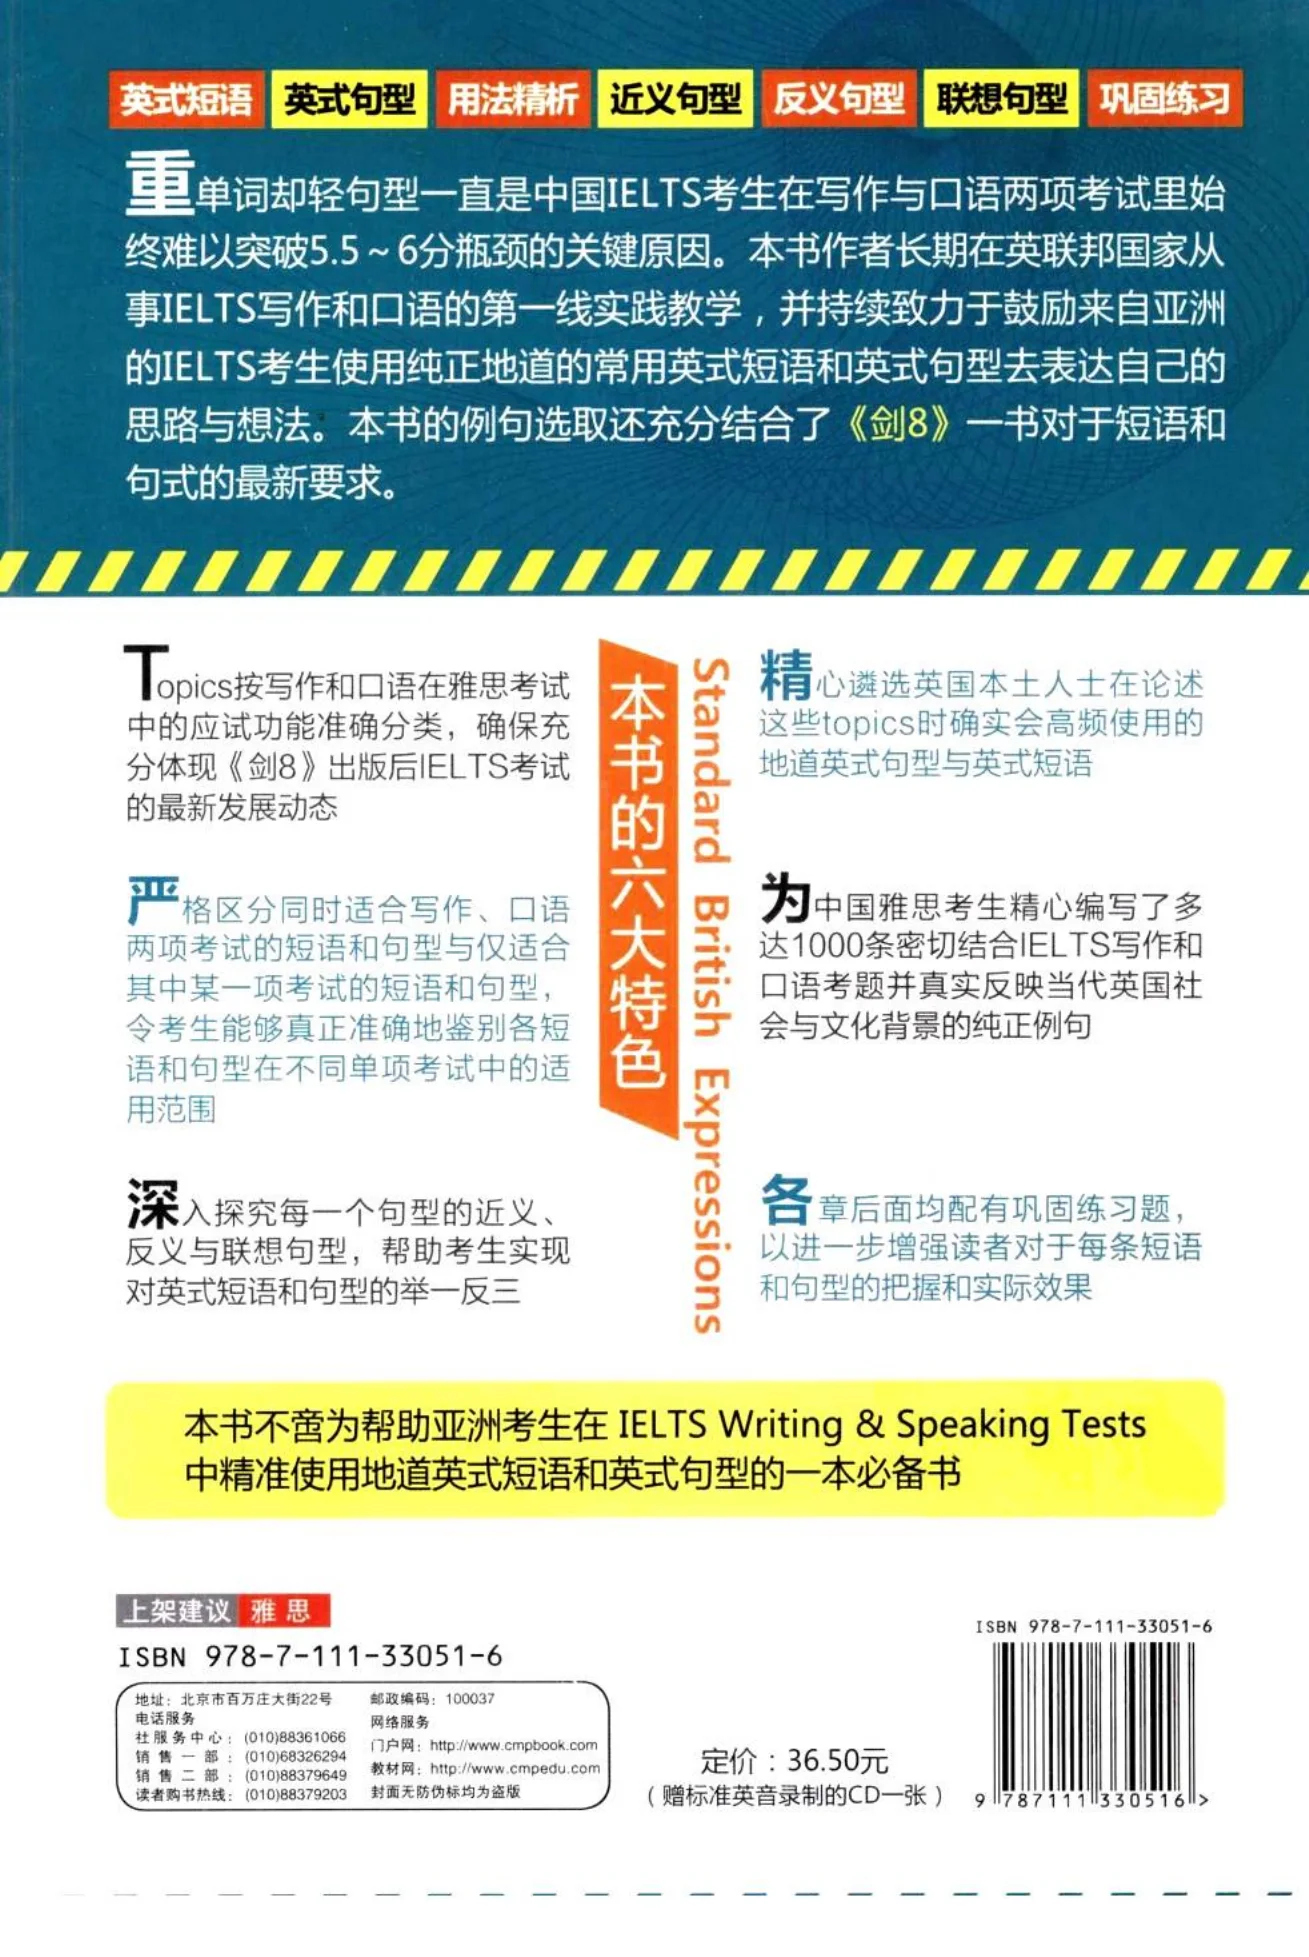 英式短语 英式句型 用法精析 近义句型 反义句型 联想句型 巩固练习
重单词却轻句型一直是中国IELTS考生在写作与口语两项考试里始
终难以突破5.5~6分瓶颈的关键原因。本书作者长期在英联邦国家从
事IELTS写作和口语的第一线实践教学，并持续致力于鼓励来自亚洲
的IELTS考生使用纯正地道的常用英式短语和英式句型去表达自己的
思路与想法。本书的例句选取还充分结合了《剑8》一书对于短语和
句式的最新要求。
Topics按写作和口语在雅思考试
中的应试功能准确分类，确保充
分体现《剑8》出版后IELTS考试
的最新发展动态
严格区分同时适合写作、口语
两项考试的短语和句型与仅适合
其中某一项考试的短语和句型，
令考生能够真正准确地鉴别各短
语和句型在不同单项考试中的适
用范围
深入探究每一个句型的近义、
反义与联想句型，帮助考生实现
对英式短语和句型的举一反三
本书的六大特色
Standard British Expressions
精心遴选英国本土人士在论述
这些topics时确实会高频使用的
地道英式句型与英式短语
为中国雅思考生精心编写了多
达1000条密切结合IELTS写作和
口语考题并真实反映当代英国社
会与文化背景的纯正例句
各章后面均配有巩固练习题，
以进一步增强读者对于每条短语
和句型的把握和实际效果
本书不啻为帮助亚洲考生在 IELTS Writing & Speaking Tests
中精准使用地道英式短语和英式句型的一本必备书
上架建议 雅思
ISBN 978-7-111-33051-6
地址：北京市百万庄大街22号
电话服务
社服务中心：(010)88361066
销售一部：(010)68326294
销售二部：(010)88379649
读者购书热线：(010)88379203
邮政编码：100037
网络服务
门户网：http://www.cmpbook.com
教材网：http://www.cmpedu.com
封面无防伪标均为盗版
定价：36.50元
（赠标准英音录制的CD一张）
ISBN 978-7-111-33051-6
9 787111 330516 >